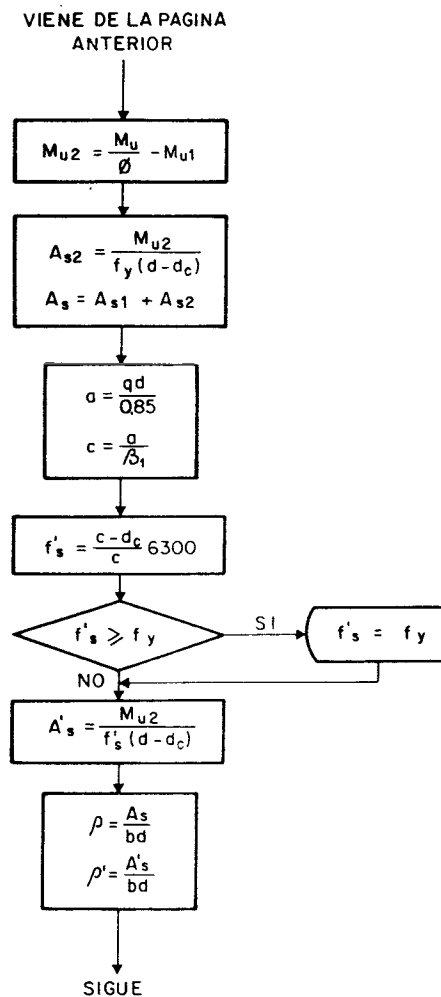 VIENE DE LA PAGINA
ANTERIOR
Mu2 = Mu/Ø - Mu1
As2 = Mu2/fy (d-dc)
As = As1 + As2
a = qd/0.85
c = a/β1
f's = c-dc/c 6300
f's ⩾ fy
SI
f's = fy
NO
A's = Mu2/f's (d-dc)
ρ = As/bd
ρ' = A's/bd
SIGUE